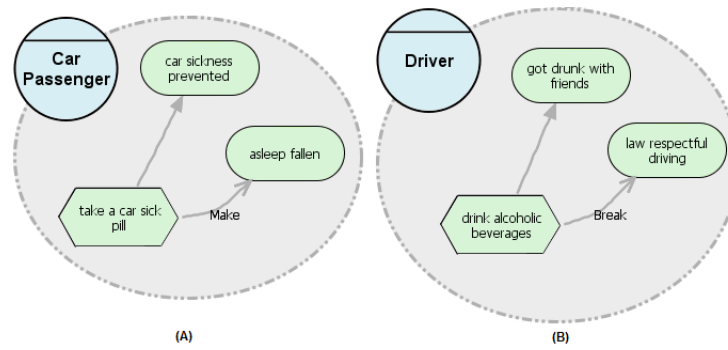 Car
Passenger
car sickness
prevented
asleep fallen
take a car sick
pill
Make
(A)
Driver
got drunk with
friends
law respectful
driving
drink alcoholic
beverages
Break
(B)